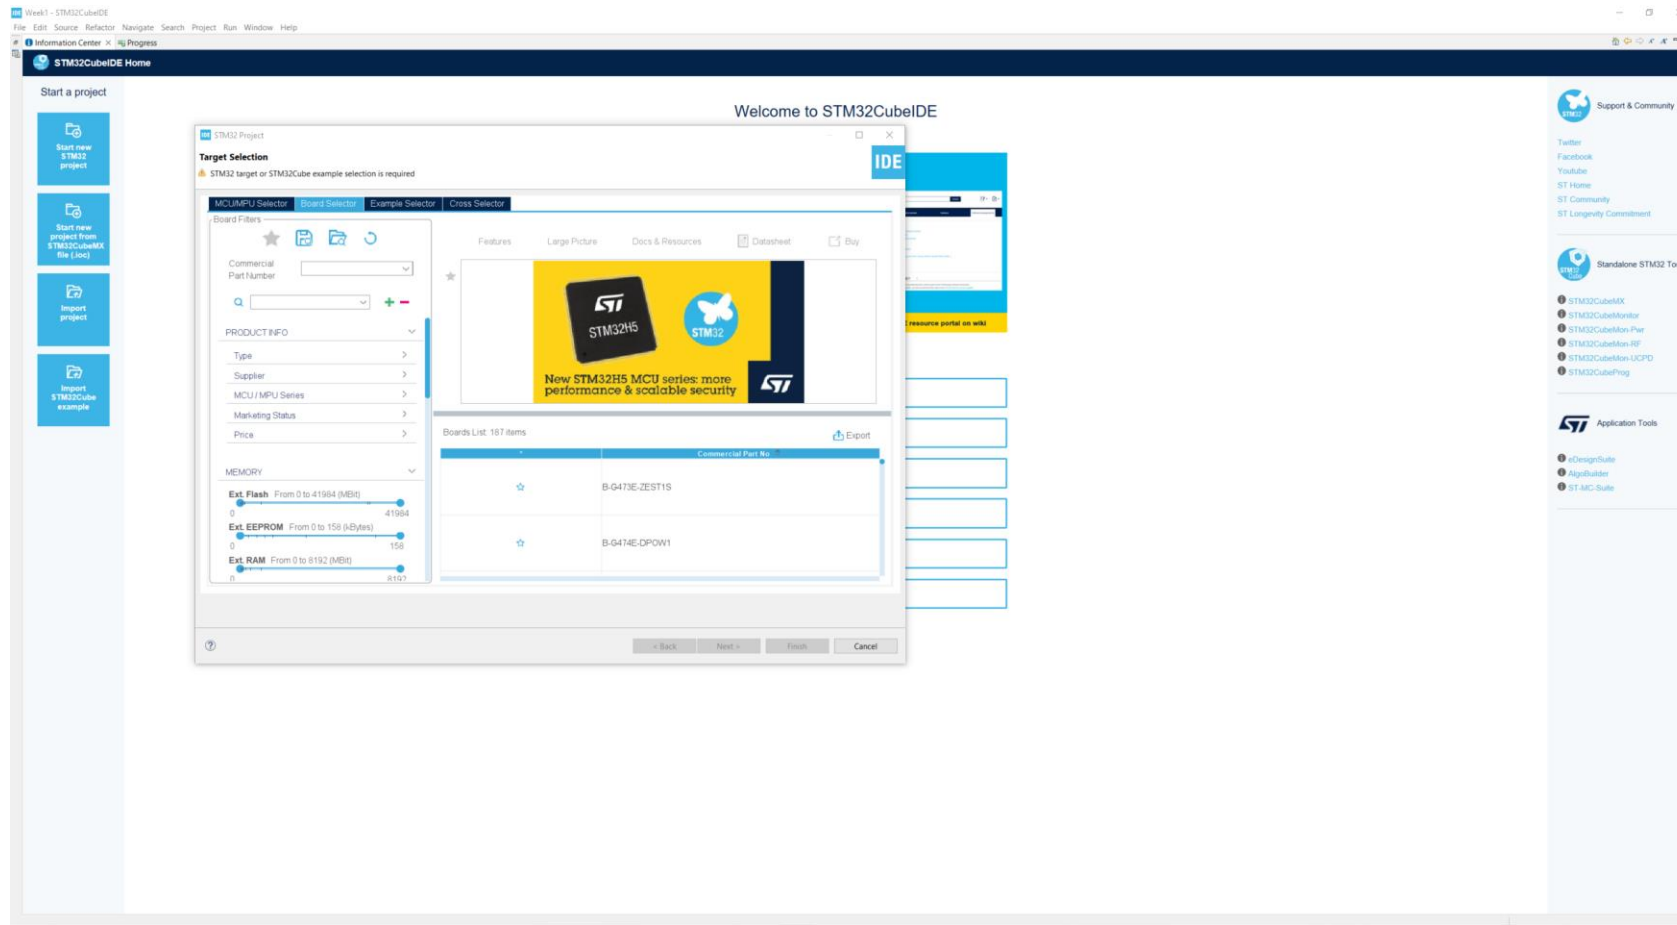 Week1 - STM32CubeIDE
File Edit Source Refactor Navigate Search Project Run Window Help
Information Center × Progress
STM32CubeIDE Home
Start a project
Start new
STM32
project
Start new
project from
STM32CubeMX
file (.ioc)
Import
project
Import
STM32Cube
example
Welcome to STM32CubeIDE
IDE STM32 Project
Target Selection
STM32 target or STM32Cube example selection is required
IDE
MCU/MPU Selector Board Selector Example Selector Cross Selector
Board Filters
Commercial
Part Number
PRODUCT INFO
Type
Supplier
MCU / MPU Series
Marketing Status
Price
MEMORY
Ext. Flash From 0 to 41984 (MBit)
0 41984
Ext. EEPROM From 0 to 158 (kBytes)
0 158
Ext. RAM From 0 to 8192 (MBit)
0 8192
Features Large Picture Docs & Resources Datasheet Buy
STM32H5
STM32
New STM32H5 MCU series: more
performance & scalable security
Boards List: 187 items
Export
* Commercial Part No
B-G473E-ZEST1S
B-G474E-DPOW1
< Back Next > Finish Cancel
resource portal on wiki
Support & Community
Twitter
Facebook
Youtube
ST Home
ST Community
ST Longevity Commitment
Standalone STM32 To
STM32CubeMX
STM32CubeMonitor
STM32CubeMon-Pwr
STM32CubeMon-RF
STM32CubeMon-UCPD
STM32CubeProg
Application Tools
eDesignSuite
AlgoBuilder
ST-MC-Suite